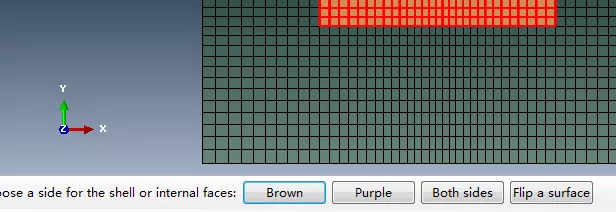 Y
Z X
oose a side for the shell or internal faces: Brown Purple Both sides Flip a surface